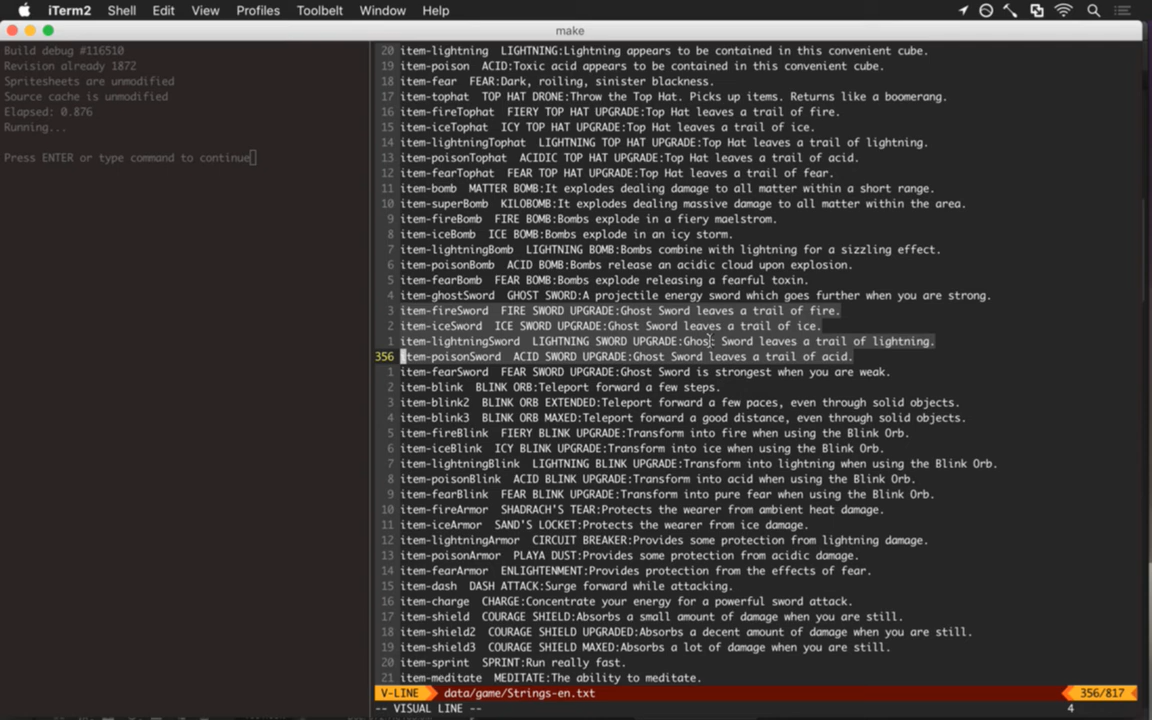 iTerm2 Shell Edit View Profiles Toolbelt Window Help
make
Build debug #116510
Revision already 1872
Spritesheets are unmodified
Source cache is unmodified
Elapsed: 0.876
Running...
Press ENTER or type command to continue
20 item-lightning LIGHTNING:Lightning appears to be contained in this convenient cube.
19 item-poison ACID:Toxic acid appears to be contained in this convenient cube.
18 item-fear FEAR:Dark, roiling, sinister blackness.
17 item-tophat TOP HAT DRONE:Throw the Top Hat. Picks up items. Returns like a boomerang.
16 item-fireTophat FIERY TOP HAT UPGRADE:Top Hat leaves a trail of fire.
15 item-iceTophat ICY TOP HAT UPGRADE:Top Hat leaves a trail of ice.
14 item-lightningTophat LIGHTNING TOP HAT UPGRADE:Top Hat leaves a trail of lightning.
13 item-poisonTophat ACIDIC TOP HAT UPGRADE:Top Hat leaves a trail of acid.
12 item-fearTophat FEAR TOP HAT UPGRADE:Top Hat leaves a trail of fear.
11 item-bomb MATTER BOMB:It explodes dealing damage to all matter within a short range.
10 item-superBomb KILOBOMB:It explodes dealing massive damage to all matter within the area.
9 item-fireBomb FIRE BOMB:Bombs explode in a fiery maelstrom.
8 item-iceBomb ICE BOMB:Bombs explode in an icy storm.
7 item-lightningBomb LIGHTNING BOMB:Bombs combine with lightning for a sizzling effect.
6 item-poisonBomb ACID BOMB:Bombs release an acidic cloud upon explosion.
5 item-fearBomb FEAR BOMB:Bombs explode releasing a fearful toxin.
4 item-ghostSword GHOST SWORD:A projectile energy sword which goes further when you are strong.
3 item-fireSword FIRE SWORD UPGRADE:Ghost Sword leaves a trail of fire.
2 item-iceSword ICE SWORD UPGRADE:Ghost Sword leaves a trail of ice.
1 item-lightningSword LIGHTNING SWORD UPGRADE:Ghost Sword leaves a trail of lightning.
356 item-poisonSword ACID SWORD UPGRADE:Ghost Sword leaves a trail of acid.
1 item-fearSword FEAR SWORD UPGRADE:Ghost Sword is strongest when you are weak.
2 item-blink BLINK ORB:Teleport forward a few steps.
3 item-blink2 BLINK ORB EXTENDED:Teleport forward a few paces, even through solid objects.
4 item-blink3 BLINK ORB MAXED:Teleport forward a good distance, even through solid objects.
5 item-fireBlink FIERY BLINK UPGRADE:Transform into fire when using the Blink Orb.
6 item-iceBlink ICY BLINK UPGRADE:Transform into ice when using the Blink Orb.
7 item-lightningBlink LIGHTNING BLINK UPGRADE:Transform into lightning when using the Blink Orb.
8 item-poisonBlink ACID BLINK UPGRADE:Transform into acid when using the Blink Orb.
9 item-fearBlink FEAR BLINK UPGRADE:Transform into pure fear when using the Blink Orb.
10 item-fireArmor SHADRACH'S TEAR:Protects the wearer from ambient heat damage.
11 item-iceArmor SAND'S LOCKET:Protects the wearer from ice damage.
12 item-lightningArmor CIRCUIT BREAKER:Provides some protection from lightning damage.
13 item-poisonArmor PLAYA DUST:Provides some protection from acidic damage.
14 item-fearArmor ENLIGHTENMENT:Provides protection from the effects of fear.
15 item-dash DASH ATTACK:Surge forward while attacking.
16 item-charge CHARGE:Concentrate your energy for a powerful sword attack.
17 item-shield COURAGE SHIELD:Absorbs a small amount of damage when you are still.
18 item-shield2 COURAGE SHIELD UPGRADED:Absorbs a decent amount of damage when you are still.
19 item-shield3 COURAGE SHIELD MAXED:Absorbs a lot of damage when you are still.
20 item-sprint SPRINT:Run really fast.
21 item-meditate MEDITATE:The ability to meditate.
V-LINE data/game/Strings-en.txt 356/817
-- VISUAL LINE -- 4